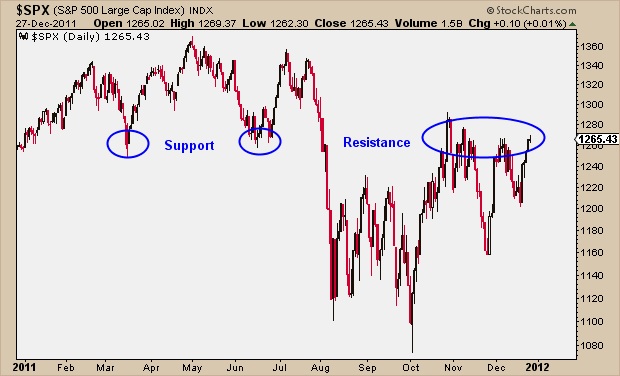 $SPX (S&P 500 Large Cap Index) INDX © StockCharts.com
27-Dec-2011 Open 1265.02 High 1269.37 Low 1262.30 Close 1265.43 Volume 1.5B Chg +0.10 (+0.01%)
$SPX (Daily) 1265.43
1360
1340
1320
1300
1280
1265.43
1260
1240
1220
1200
1180
1160
1140
1120
1100
1080
Support
Resistance
2011 Feb Mar Apr May Jun Jul Aug Sep Oct Nov Dec 2012